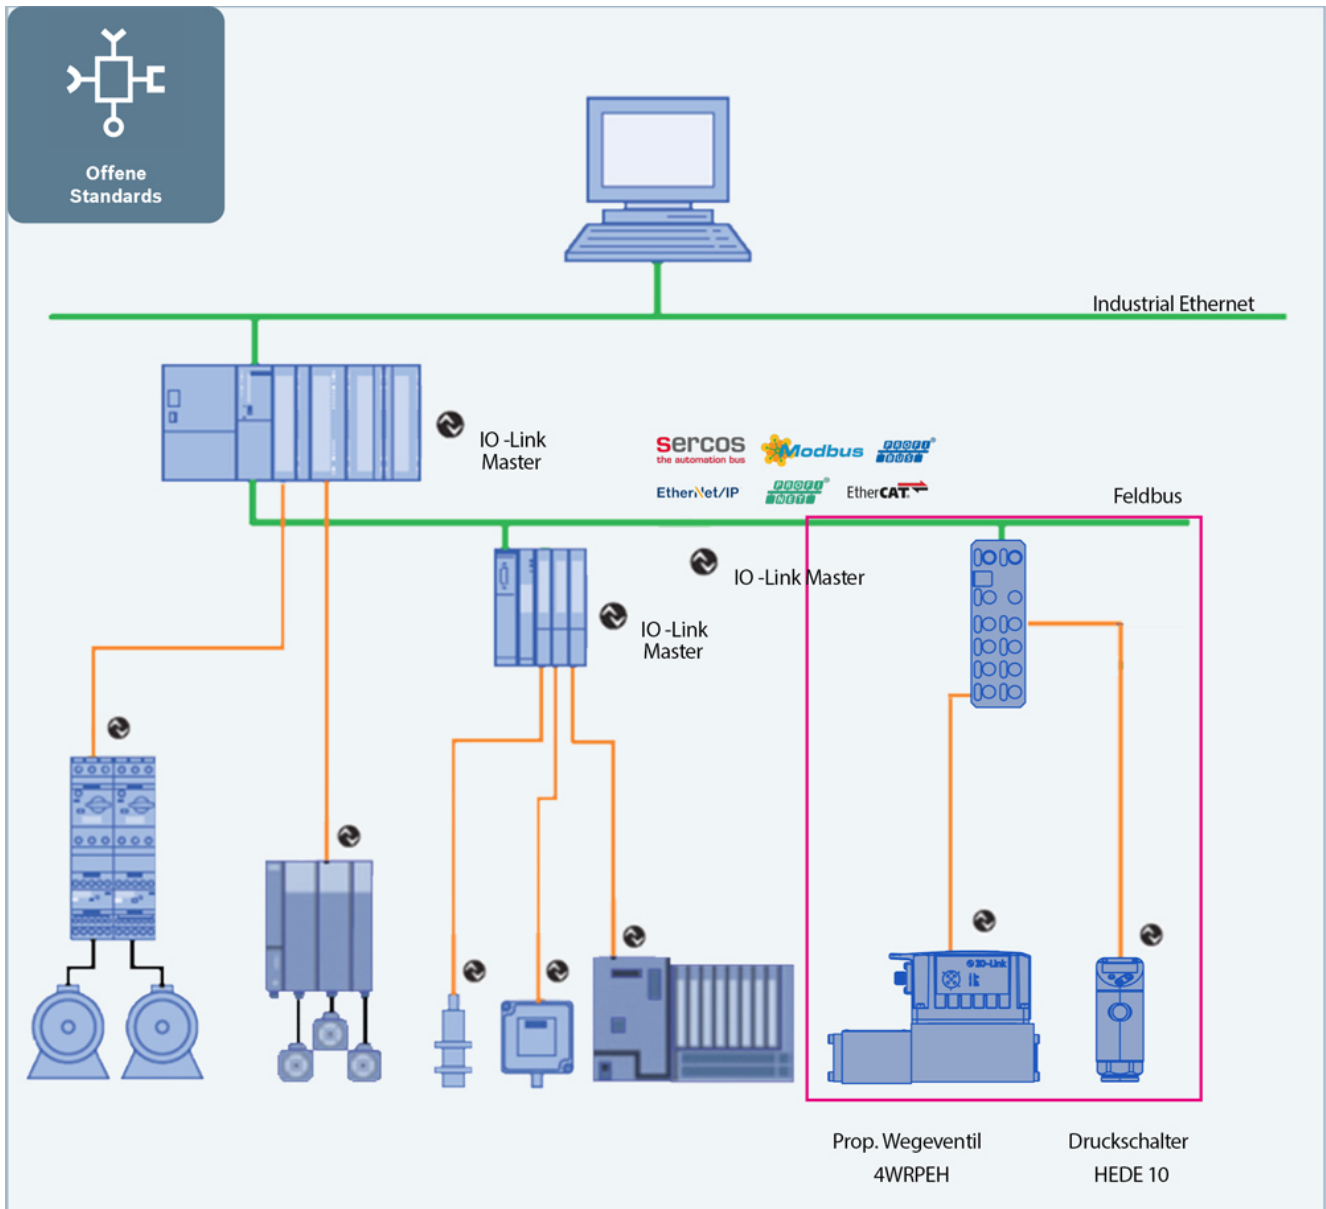 Offene
Standards
Industrial Ethernet
IO -Link
Master
sercos
the automation bus
Modbus
PROFI
BUS
EtherNet/IP
PROFI
NET
EtherCAT
Feldbus
IO -Link Master
IO -Link
Master
IO-Link
Prop. Wegeventil
4WRPEH
Druckschalter
HEDE 10